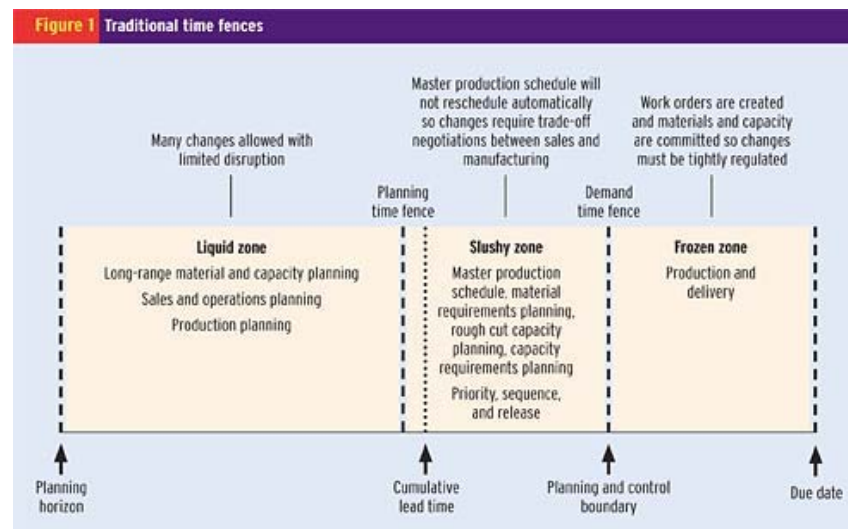 Figure 1 Traditional time fences
Many changes allowed with
limited disruption
Master production schedule will
not reschedule automatically
so changes require trade-off
negotiations between sales and
manufacturing
Work orders are created
and materials and capacity
are committed so changes
must be tightly regulated
Planning
time fence
Demand
time fence
Liquid zone
Long-range material and capacity planning
Sales and operations planning
Production planning
Slushy zone
Master production
schedule, material
requirements planning,
rough cut capacity
planning, capacity
requirements planning
Priority, sequence,
and release
Frozen zone
Production and
delivery
Planning
horizon
Cumulative
lead time
Planning and control
boundary
Due date